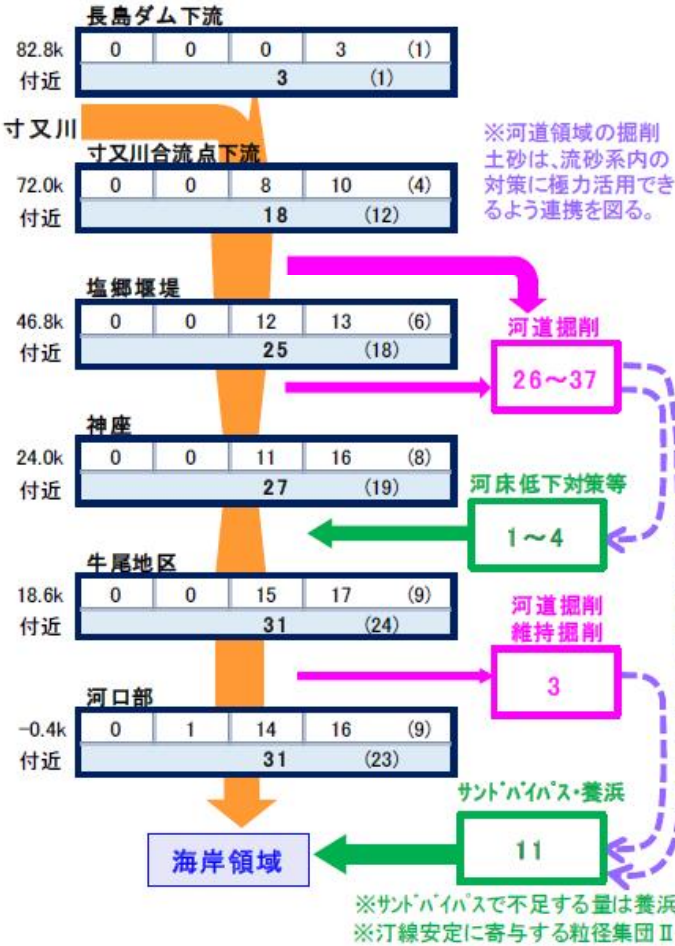 長島ダム下流
82.8k
付近
0 0 0 3 (1)
3 (1)
寸又川
寸又川合流点下流
72.0k
付近
0 0 8 10 (4)
18 (12)
※河道領域の掘削
土砂は、流砂系内の
対策に極力活用でき
るよう連携を図る。
塩郷堰堤
46.8k
付近
0 0 12 13 (6)
25 (18)
河道掘削
26～37
神座
24.0k
付近
0 0 11 16 (8)
27 (19)
河床低下対策等
1～4
牛尾地区
18.6k
付近
0 0 15 17 (9)
31 (24)
河道掘削
維持掘削
3
河口部
-0.4k
付近
0 1 14 16 (9)
31 (23)
サンドバイパス・養浜
11
海岸領域
※サンドバイパスで不足する量は養浜
※汀線安定に寄与する粒径集団Ⅱ